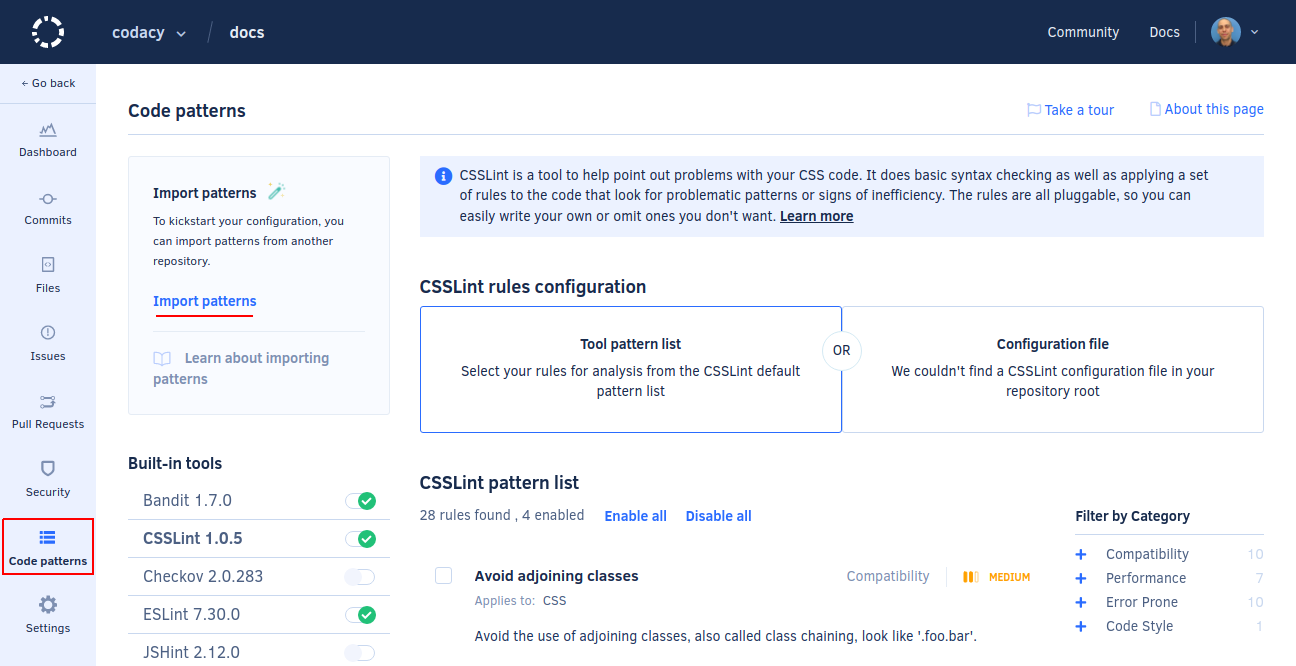 codacy / docs
Community
Docs
← Go back
Dashboard
Commits
Files
Issues
Pull Requests
Security
Code patterns
Settings
Code patterns
Take a tour
About this page
Import patterns
To kickstart your configuration, you
can import patterns from another
repository.
Import patterns
Learn about importing
patterns
Built-in tools
Bandit 1.7.0
CSSLint 1.0.5
Checkov 2.0.283
ESLint 7.30.0
JSHint 2.12.0
CSSLint is a tool to help point out problems with your CSS code. It does basic syntax checking as well as applying a set
of rules to the code that look for problematic patterns or signs of inefficiency. The rules are all pluggable, so you can
easily write your own or omit ones you don't want. Learn more
CSSLint rules configuration
Tool pattern list
Select your rules for analysis from the CSSLint default
pattern list
OR
Configuration file
We couldn't find a CSSLint configuration file in your
repository root
CSSLint pattern list
28 rules found , 4 enabled
Enable all
Disable all
Avoid adjoining classes
Compatibility
MEDIUM
Applies to: CSS
Avoid the use of adjoining classes, also called class chaining, look like '.foo.bar'.
Filter by Category
+ Compatibility 10
+ Performance 7
+ Error Prone 10
+ Code Style 1